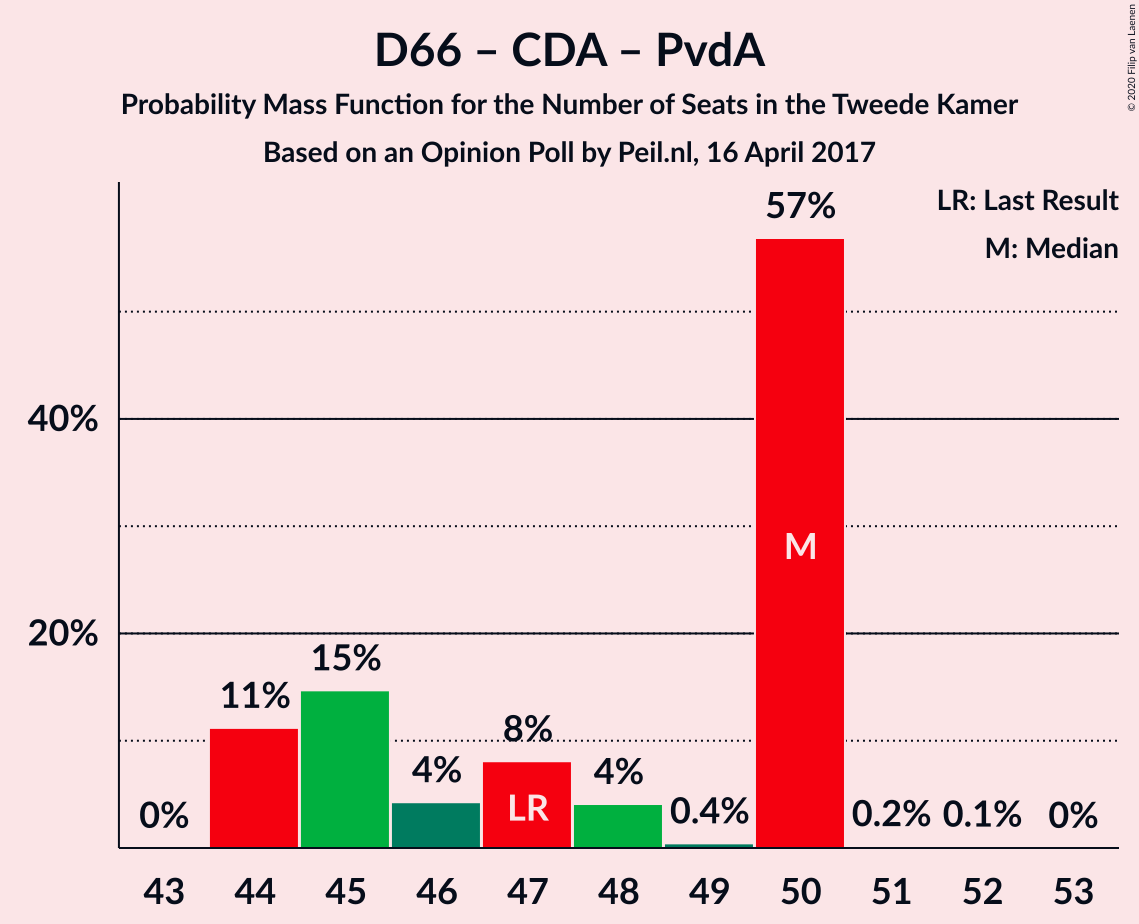 D66 – CDA – PvdA
Probability Mass Function for the Number of Seats in the Tweede Kamer
Based on an Opinion Poll by Peil.nl, 16 April 2017
© 2020 Filip van Laenen
LR: Last Result
M: Median
57%
40%
M
20%
15%
11%
8%
4%
4%
LR
0.4%
0%
0.2%
0.1%
0%
43 44 45 46 47 48 49 50 51 52 53